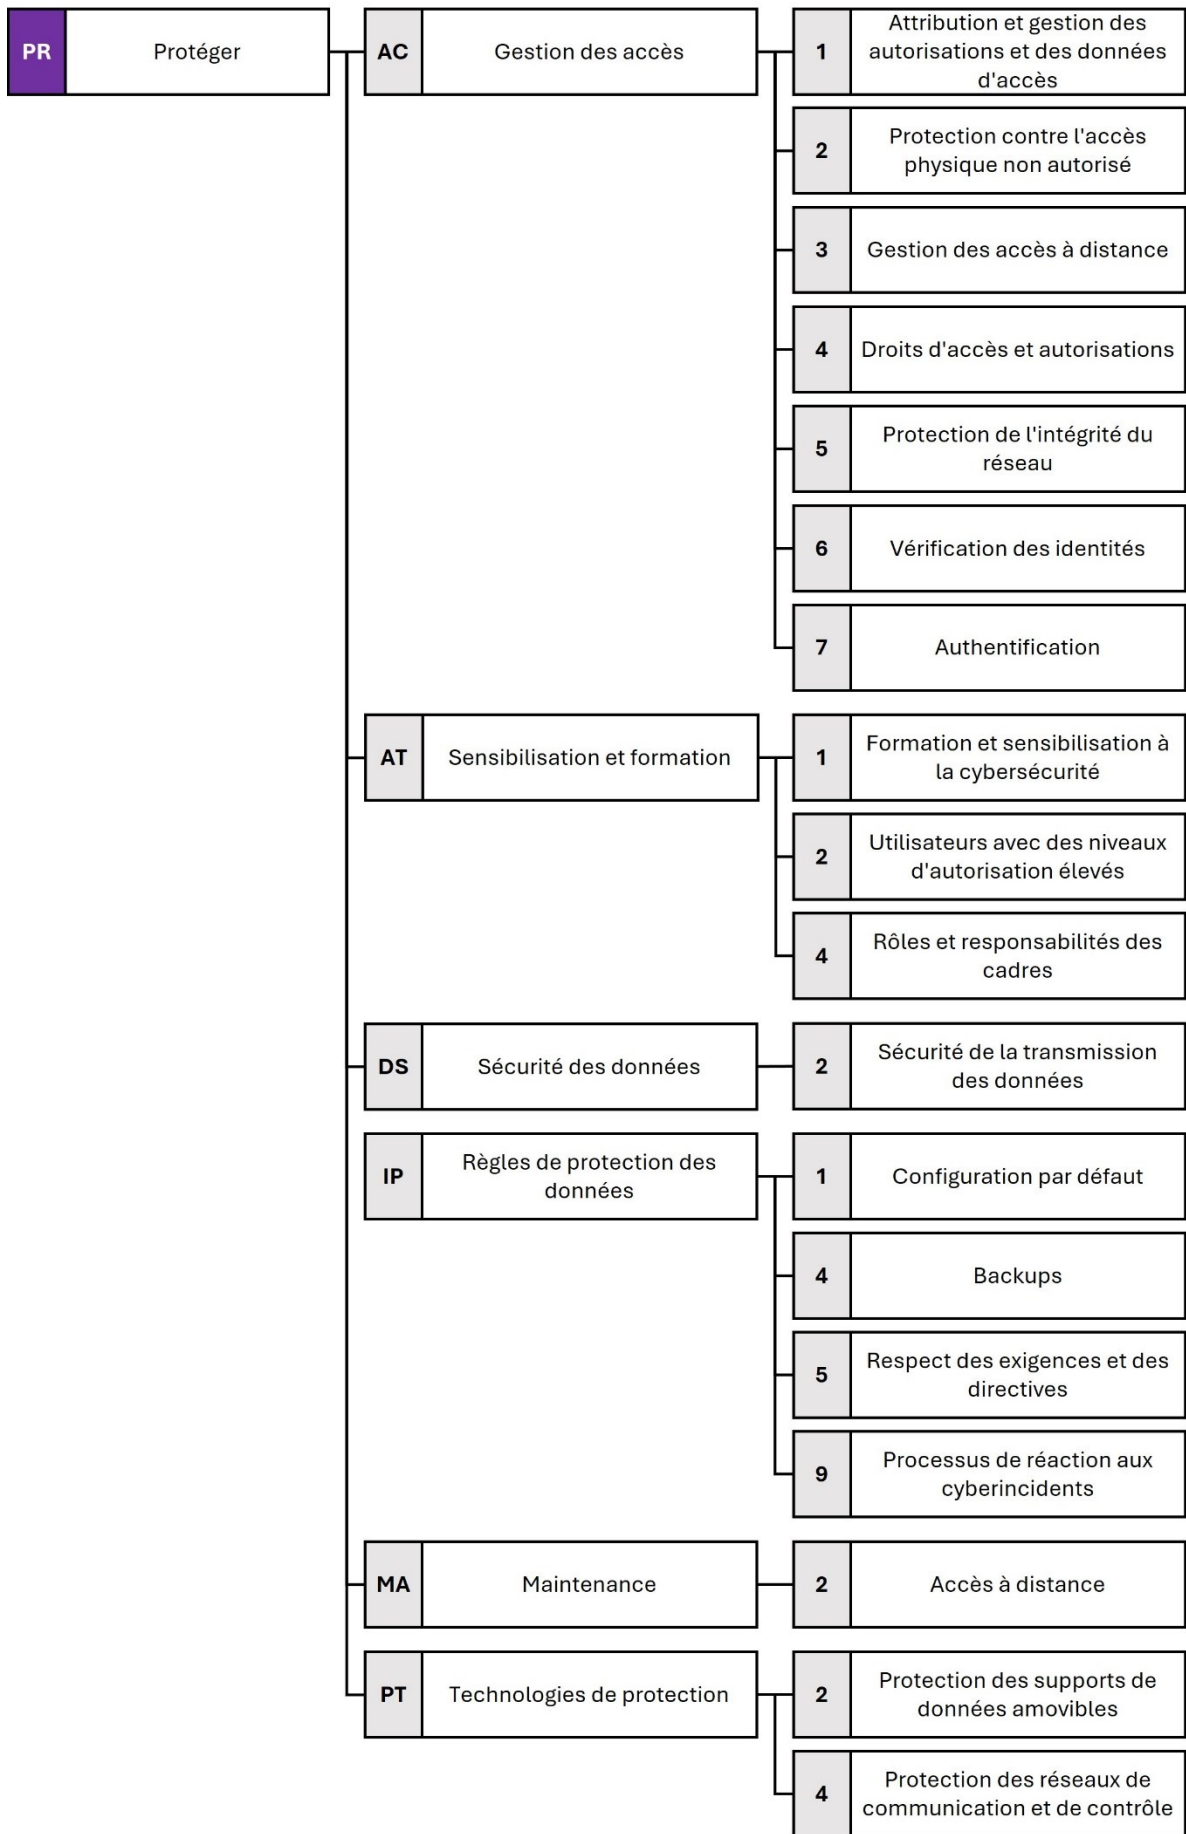 PR
Protéger
AC
Gestion des accès
1
Attribution et gestion des
autorisations et des données
d'accès
2
Protection contre l'accès
physique non autorisé
3
Gestion des accès à distance
4
Droits d'accès et autorisations
5
Protection de l'intégrité du
réseau
6
Vérification des identités
7
Authentification
AT
Sensibilisation et formation
1
Formation et sensibilisation à
la cybersécurité
2
Utilisateurs avec des niveaux
d'autorisation élevés
4
Rôles et responsabilités des
cadres
DS
Sécurité des données
2
Sécurité de la transmission
des données
IP
Règles de protection des
données
1
Configuration par défaut
4
Backups
5
Respect des exigences et des
directives
9
Processus de réaction aux
cyberincidents
MA
Maintenance
2
Accès à distance
PT
Technologies de protection
2
Protection des supports de
données amovibles
4
Protection des réseaux de
communication et de contrôle